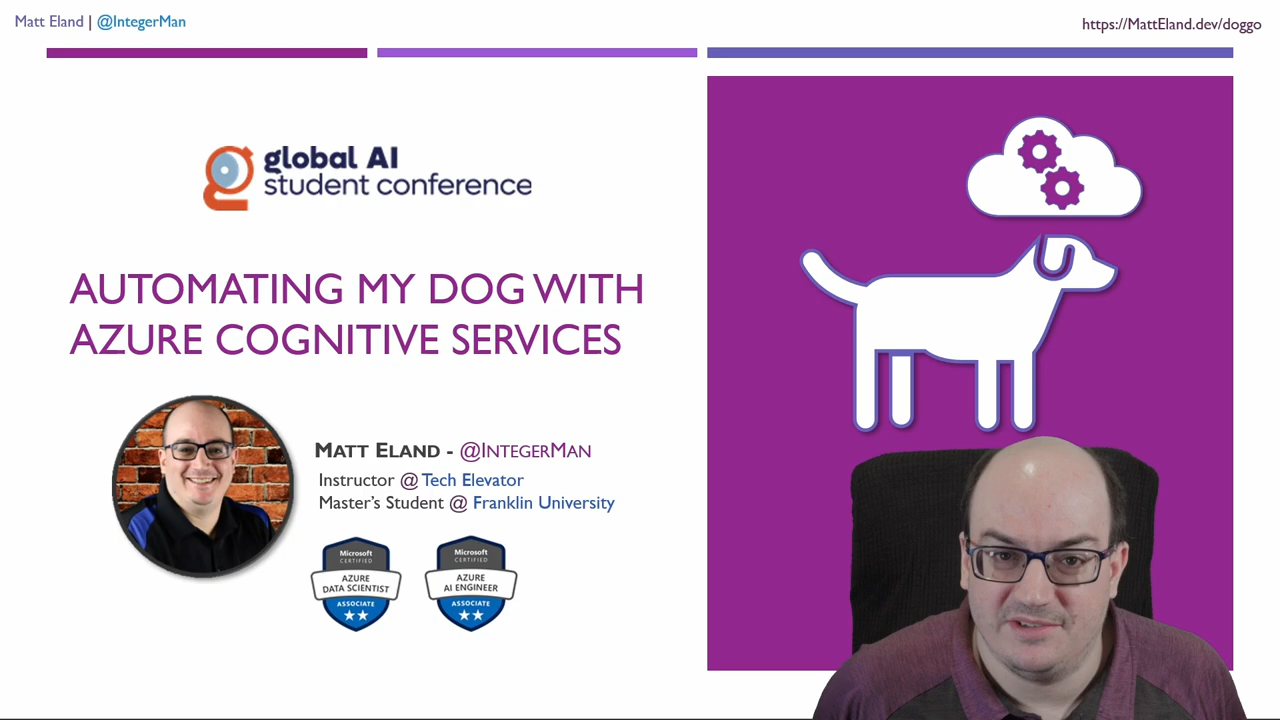 Matt Eland | @IntegerMan
https://MattEland.dev/doggo
global AI
student conference
AUTOMATING MY DOG WITH
AZURE COGNITIVE SERVICES
MATT ELAND - @INTEGERMAN
Instructor @ Tech Elevator
Master's Student @ Franklin University
Microsoft
CERTIFIED
AZURE
DATA SCIENTIST
ASSOCIATE
Microsoft
CERTIFIED
AZURE
AI ENGINEER
ASSOCIATE